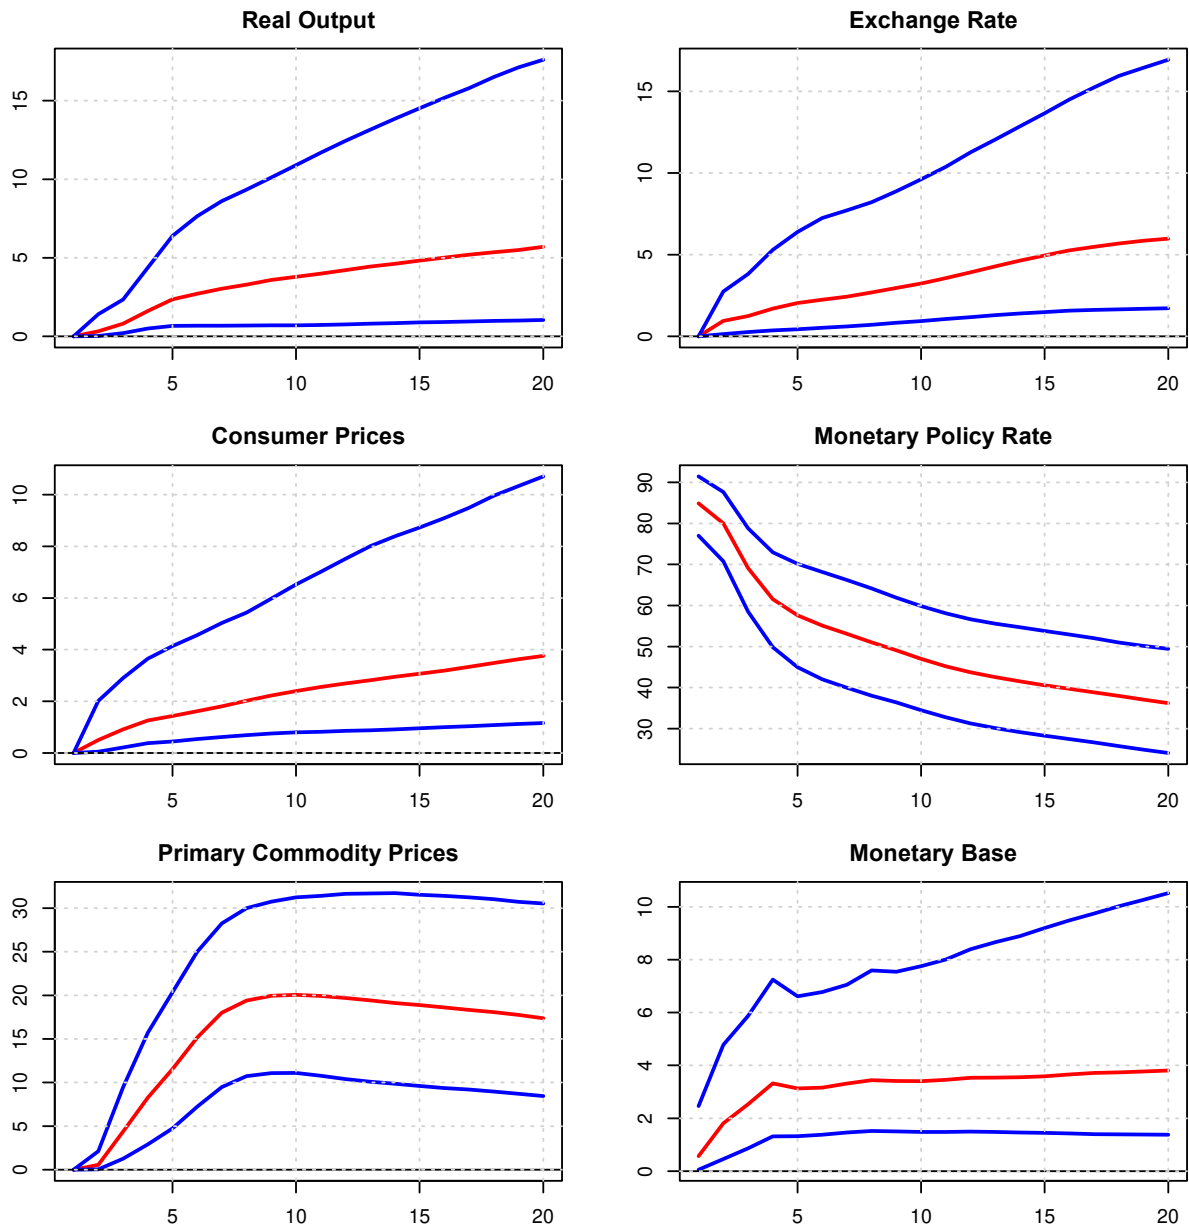 Real Output
0 5 10 15
5 10 15 20
Exchange Rate
0 5 10 15
5 10 15 20
Consumer Prices
0 2 4 6 8 10
5 10 15 20
Monetary Policy Rate
30 40 50 60 70 80 90
5 10 15 20
Primary Commodity Prices
0 5 10 15 20 25 30
5 10 15 20
Monetary Base
0 2 4 6 8 10
5 10 15 20